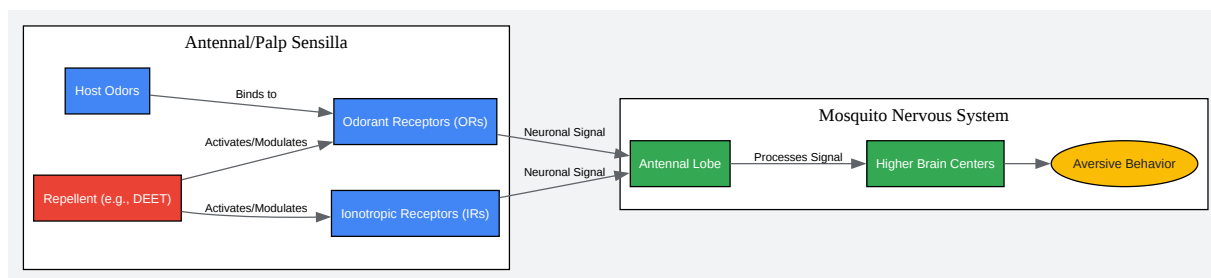 Antennal/Palp Sensilla
Host Odors
Binds to
Odorant Receptors (ORs)
Activates/Modulates
Repellent (e.g., DEET)
Activates/Modulates
Ionotropic Receptors (IRs)
Neuronal Signal
Neuronal Signal
Mosquito Nervous System
Antennal Lobe
Processes Signal
Higher Brain Centers
Aversive Behavior